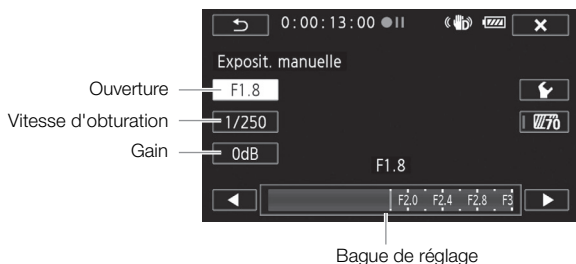 0:00:13:00
Exposit. manuelle
Ouverture
F1.8
Vitesse d'obturation
1/250
70
Gain
0dB
F1.8
F2.0 F2.4 F2.8 F3
Bague de réglage